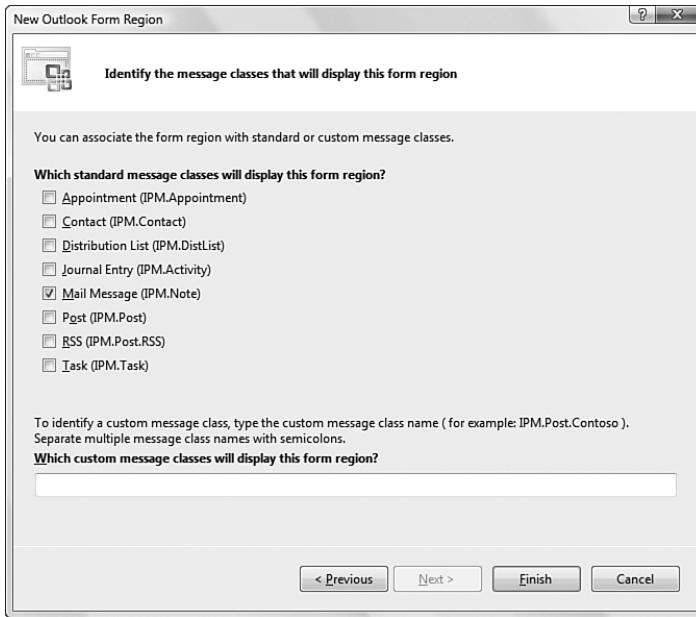 New Outlook Form Region
Identify the message classes that will display this form region
You can associate the form region with standard or custom message classes.
Which standard message classes will display this form region?
Appointment (IPM.Appointment)
Contact (IPM.Contact)
Distribution List (IPM.DistList)
Journal Entry (IPM.Activity)
Mail Message (IPM.Note)
Post (IPM.Post)
RSS (IPM.Post.RSS)
Task (IPM.Task)
To identify a custom message class, type the custom message class name ( for example: IPM.Post.Contoso ).
Separate multiple message class names with semicolons.
Which custom message classes will display this form region?
< Previous Next > Finish Cancel